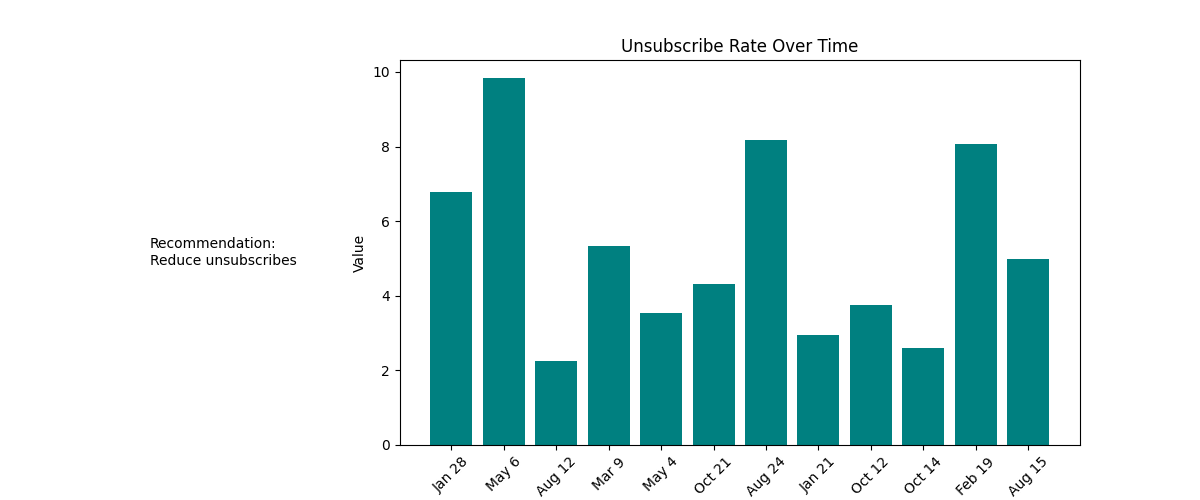 Unsubscribe Rate Over Time
Recommendation:
Reduce unsubscribes
Value
10
8
6
4
2
0
Jan 28
May 6
Aug 12
Mar 9
May 4
Oct 21
Aug 24
Jan 21
Oct 12
Oct 14
Feb 19
Aug 15